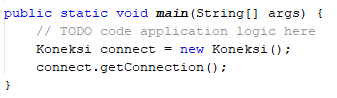 public static void main(String[] args) {
// TODO code application logic here
Koneksi connect = new Koneksi();
connect.getConnection();
}